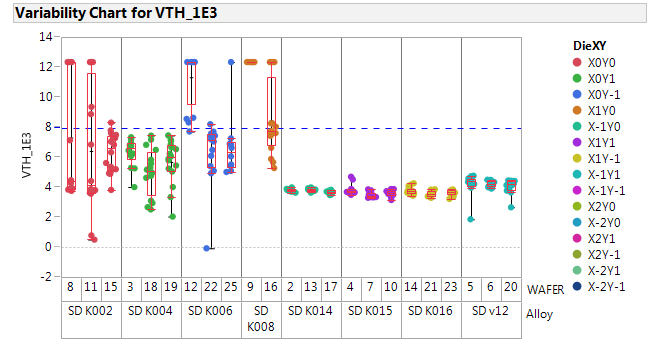 Variability Chart for VTH_1E3
14
12
10
8
6
4
2
0
-2
VTH_1E3
8 11 15 3 18 19 12 22 25 9 16 2 13 17 4 7 10 14 21 23 5 6 20 WAFER
SD K002 SD K004 SD K006 SD K008 SD K014 SD K015 SD K016 SD v12 Alloy
DieXY
X0Y0
X0Y1
X0Y-1
X1Y0
X-1Y0
X1Y1
X1Y-1
X-1Y1
X-1Y-1
X2Y0
X-2Y0
X2Y1
X2Y-1
X-2Y1
X-2Y-1